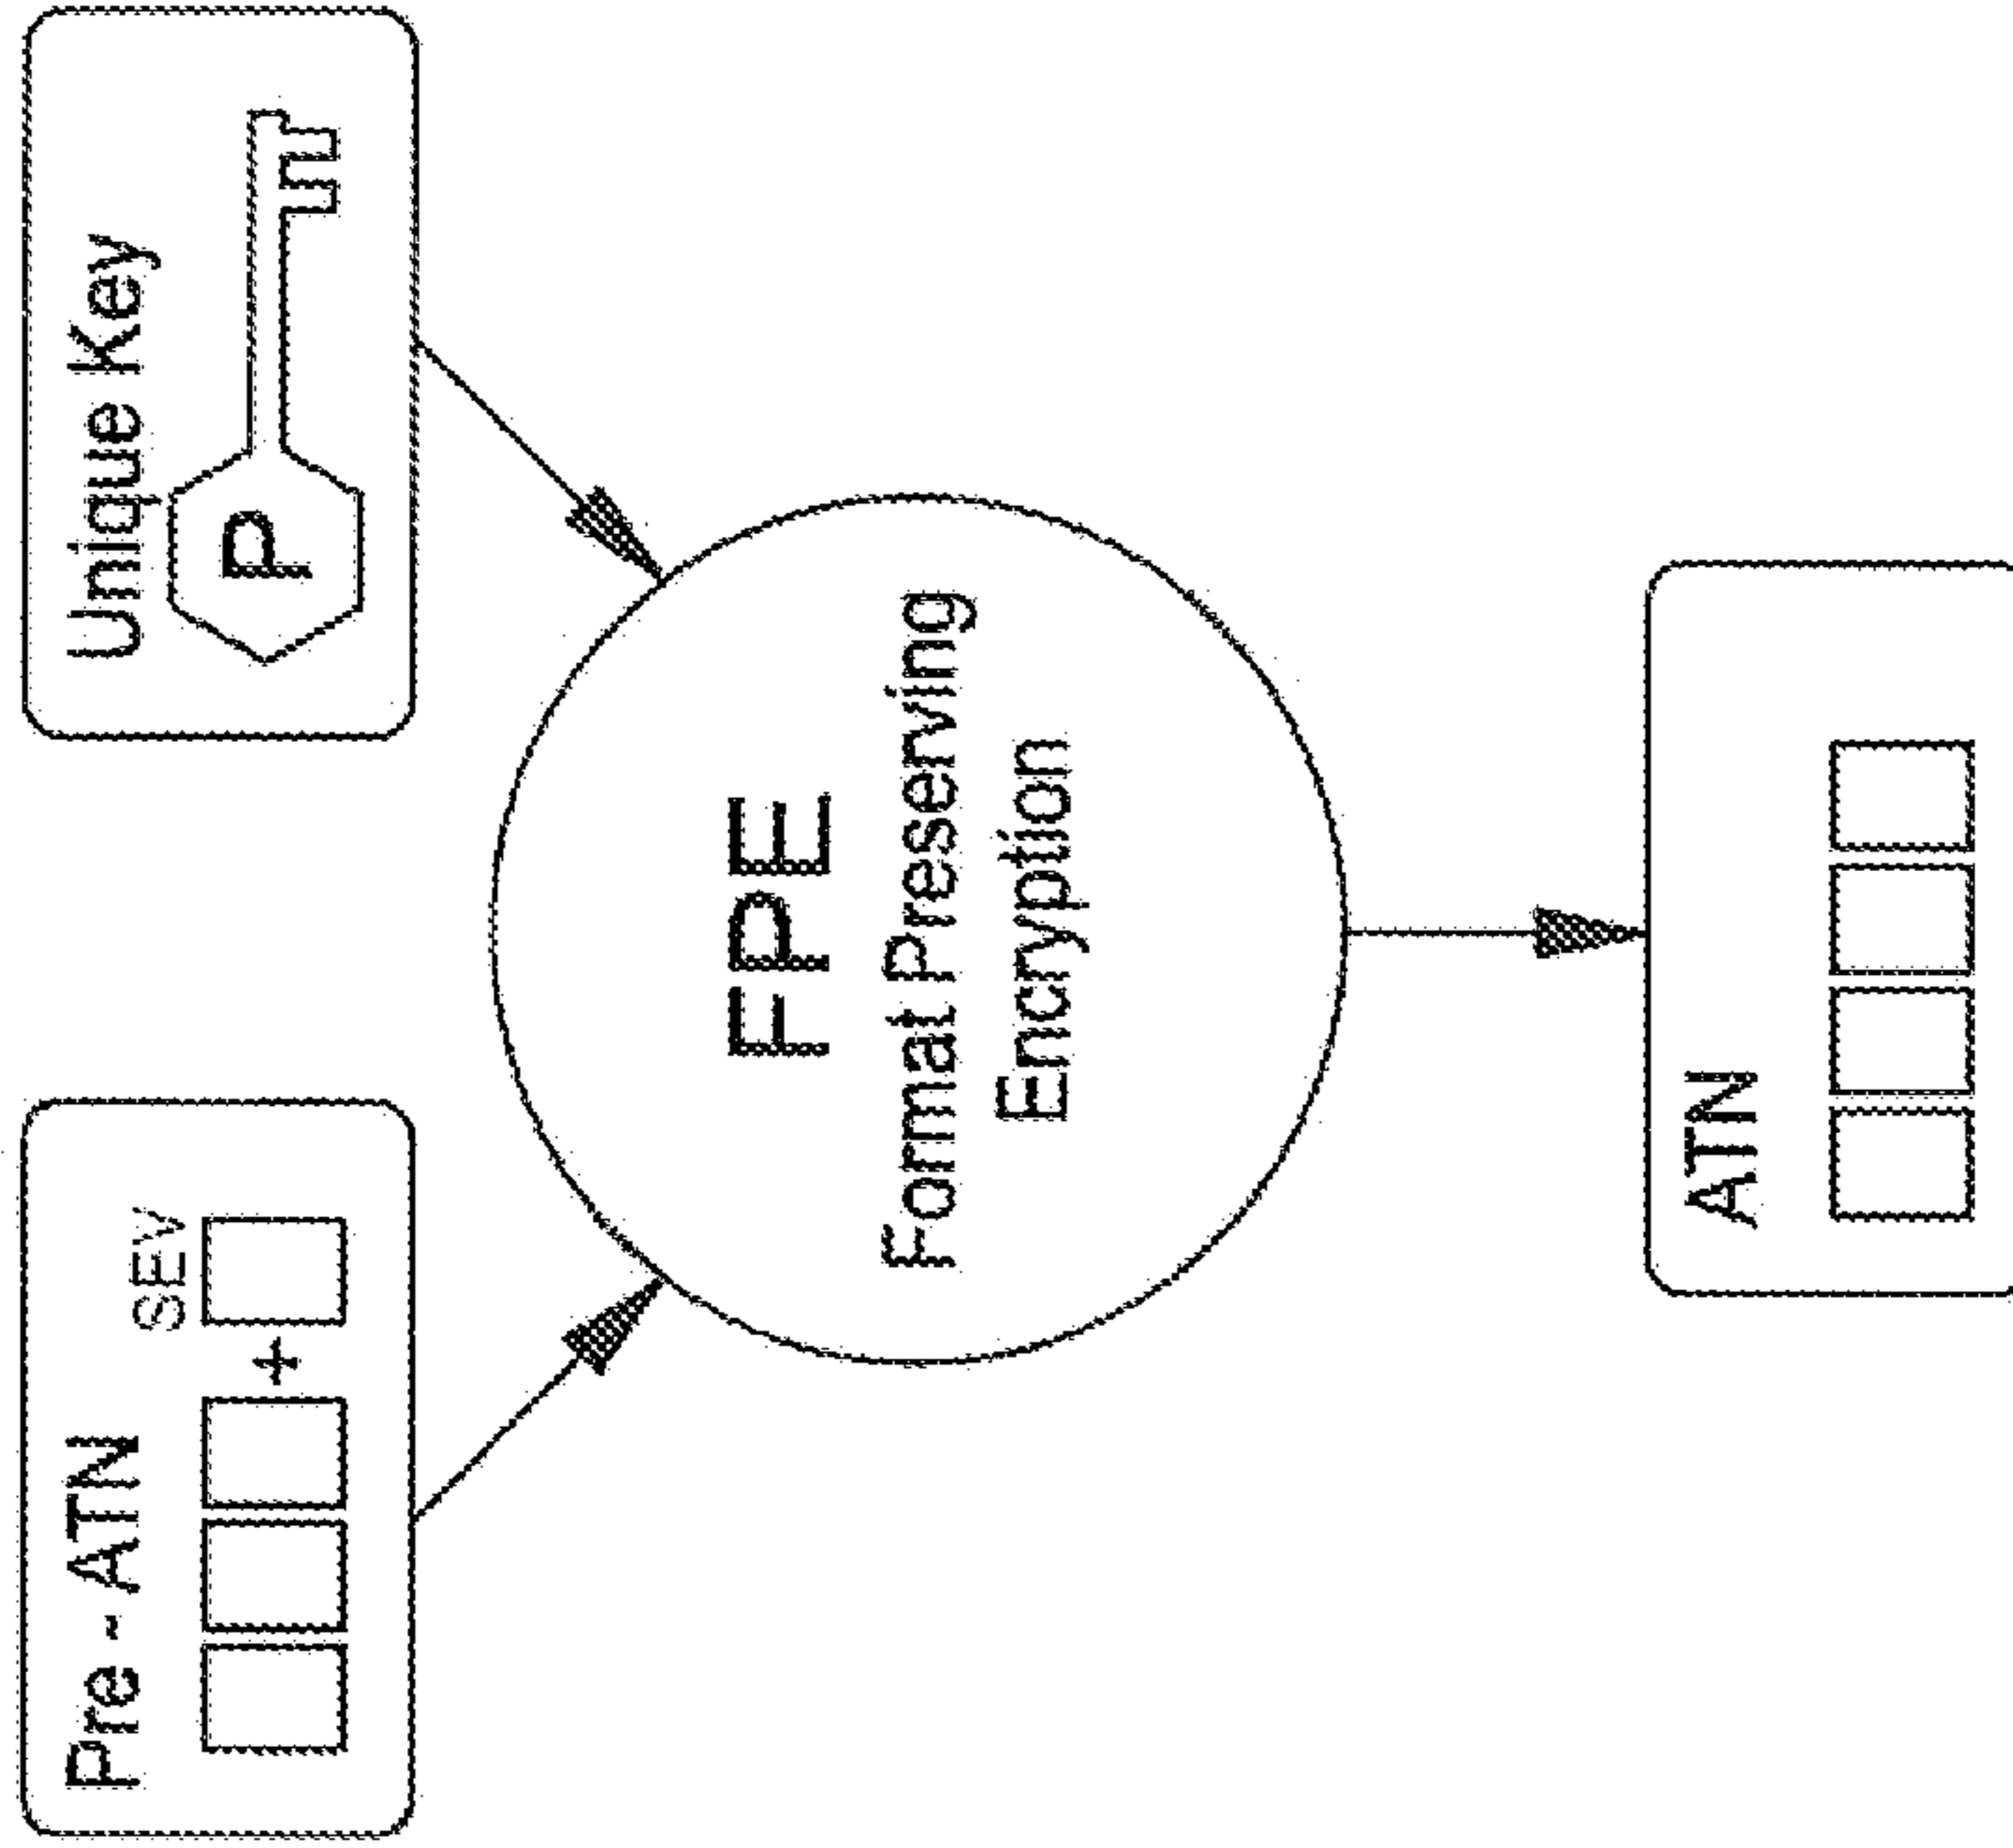 Pre - ATN
SEV
+
Unique Key
P
FPE
Format Preserving
Encryption
ATN